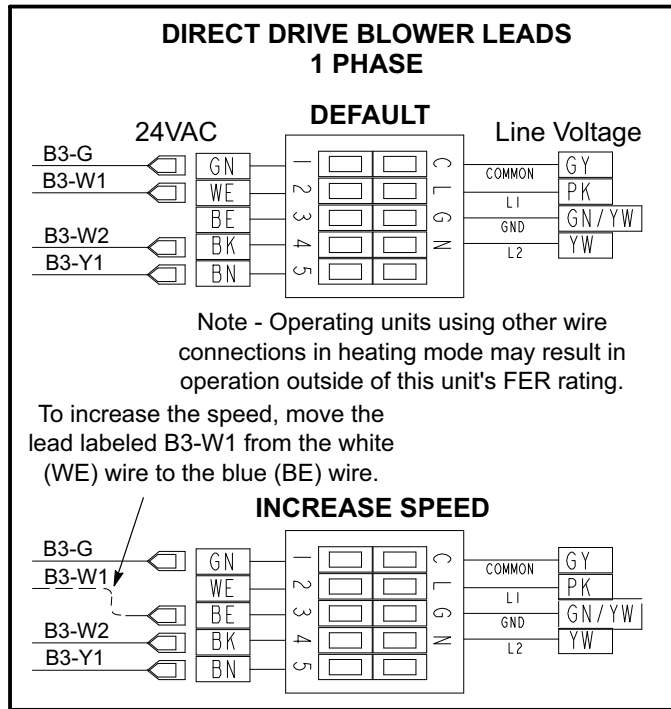 DIRECT DRIVE BLOWER LEADS
1 PHASE
DEFAULT
24VAC
Line Voltage
B3-G GN 1 C COMMON GY
B3-W1 WE 2 L L1 PK
BE 3 G GND GN/YW
B3-W2 BK 4 N L2 YW
B3-Y1 BN 5
Note - Operating units using other wire
connections in heating mode may result in
operation outside of this unit's FER rating.
To increase the speed, move the
lead labeled B3-W1 from the white
(WE) wire to the blue (BE) wire.
INCREASE SPEED
B3-G GN 1 C COMMON GY
B3-W1 WE 2 L L1 PK
BE 3 G GND GN/YW
B3-W2 BK 4 N L2 YW
B3-Y1 BN 5